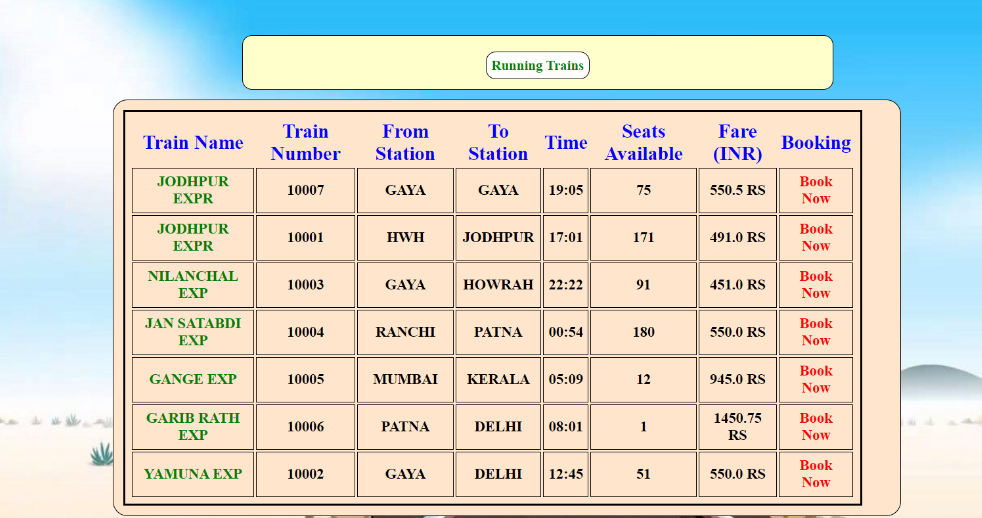 Running Trains
Train Name Train Number From Station To Station Time Seats Available Fare (INR) Booking
JODHPUR EXPR 10007 GAYA GAYA 19:05 75 550.5 RS Book Now
JODHPUR EXPR 10001 HWH JODHPUR 17:01 171 491.0 RS Book Now
NILANCHAL EXP 10003 GAYA HOWRAH 22:22 91 451.0 RS Book Now
JAN SATABDI EXP 10004 RANCHI PATNA 00:54 180 550.0 RS Book Now
GANGE EXP 10005 MUMBAI KERALA 05:09 12 945.0 RS Book Now
GARIB RATH EXP 10006 PATNA DELHI 08:01 1 1450.75 RS Book Now
YAMUNA EXP 10002 GAYA DELHI 12:45 51 550.0 RS Book Now